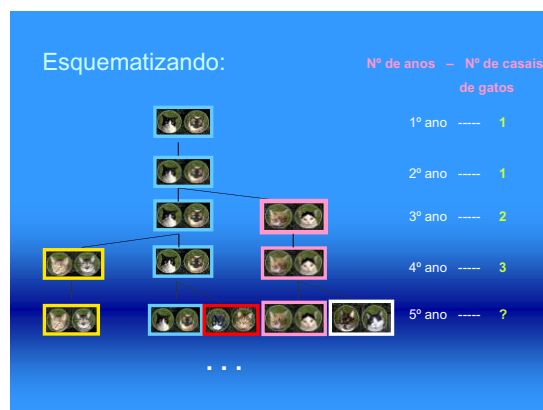 Esquematizando:
Nº de anos – Nº de casais
de gatos
1º ano ----- 1
2º ano ----- 1
3º ano ----- 2
4º ano ----- 3
5º ano ----- ?
. . .